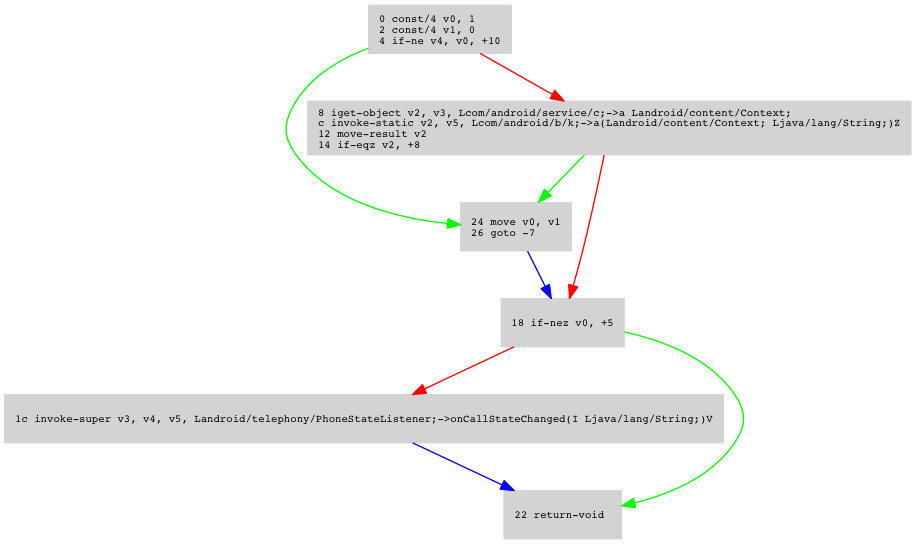 0 const/4 v0, 1
2 const/4 v1, 0
4 if-ne v4, v0, +10
8 iget-object v2, v3, Lcom/android/service/c;->a Landroid/content/Context;
c invoke-static v2, v5, Lcom/android/b/k;->a(Landroid/content/Context; Ljava/lang/String;)Z
12 move-result v2
14 if-eqz v2, +8
24 move v0, v1
26 goto -7
18 if-nez v0, +5
1c invoke-super v3, v4, v5, Landroid/telephony/PhoneStateListener;->onCallStateChanged(I Ljava/lang/String;)V
22 return-void